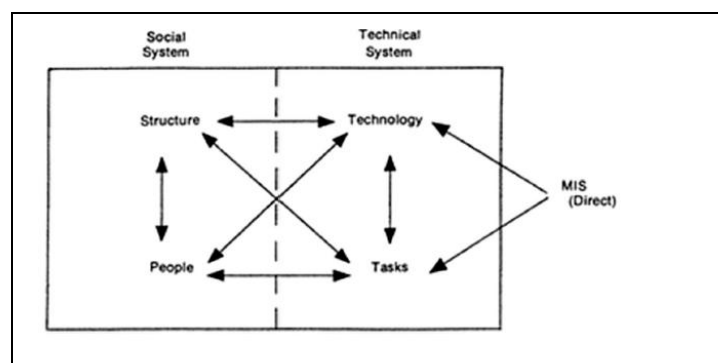 Social
System
Technical
System
Structure
Technology
MIS
(Direct)
People
Tasks